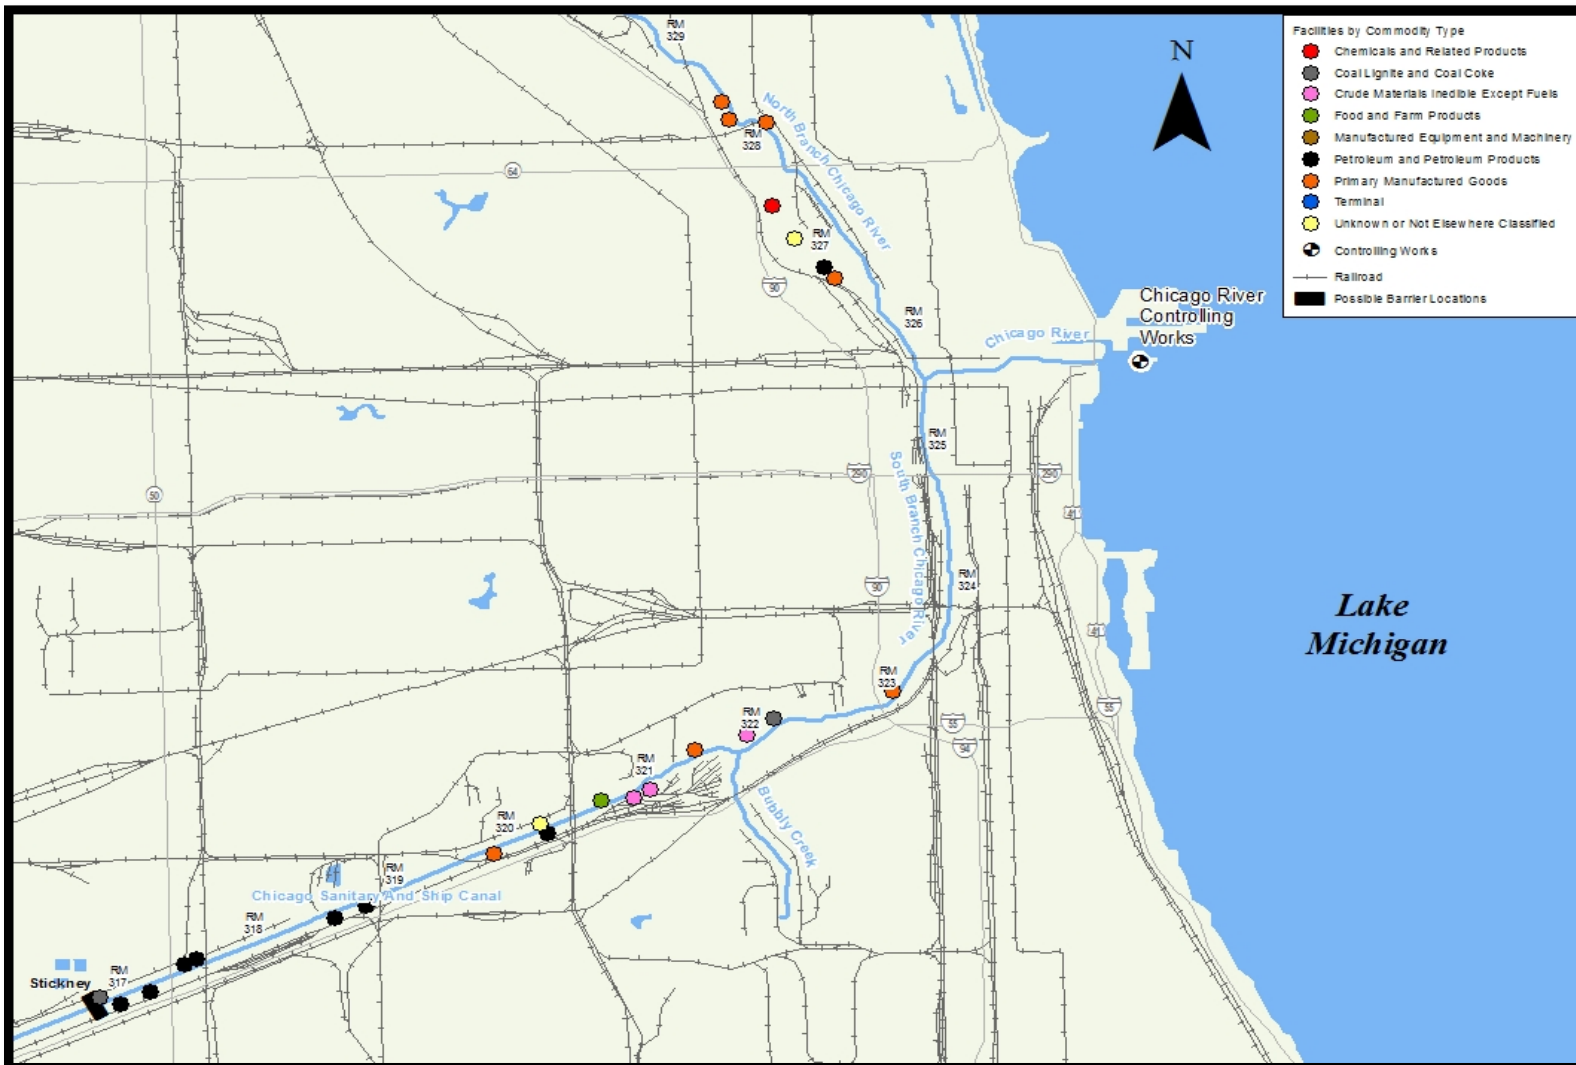 RM
329
N
Facilities by Commodity Type
Chemicals and Related Products
Coal Lignite and Coal Coke
Crude Materials Inedible Except Fuels
Food and Farm Products
Manufactured Equipment and Machinery
Petroleum and Petroleum Products
Primary Manufactured Goods
Terminal
Unknown or Not Elsewhere Classified
Controlling Works
Railroad
Possible Barrier Locations
North Branch Chicago River
RM
328
64
RM
327
90
RM
326
Chicago River
Chicago River
Controlling
Works
RM
325
South Branch Chicago River
290
290
50
41
RM
324
90
41
Lake
Michigan
RM
323
55
55
94
RM
322
RM
321
Bubbly Creek
RM
320
RM
319
Chicago Sanitary And Ship Canal
RM
318
RM
317
Stickney